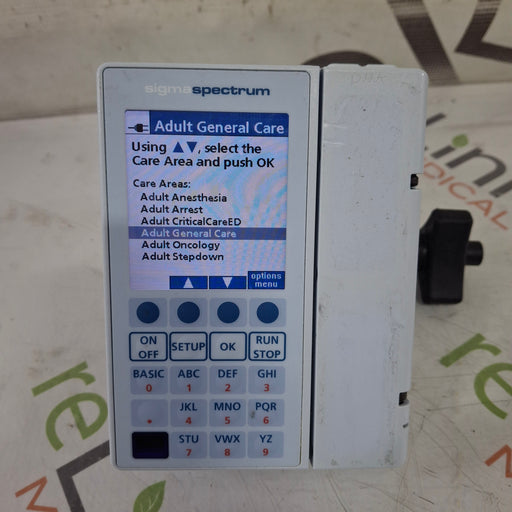 sigmaspectrum
Adult General Care
Using ▲▼, select the
Care Area and push OK
Care Areas:
Adult Anesthesia
Adult Arrest
Adult CriticalCareED
Adult General Care
Adult Oncology
Adult Stepdown
options
menu
ON
OFF
SETUP
OK
RUN
STOP
BASIC
0
ABC
1
DEF
2
GHI
3
.
JKL
4
MNO
5
PQR
6
STU
7
VWX
8
YZ
9